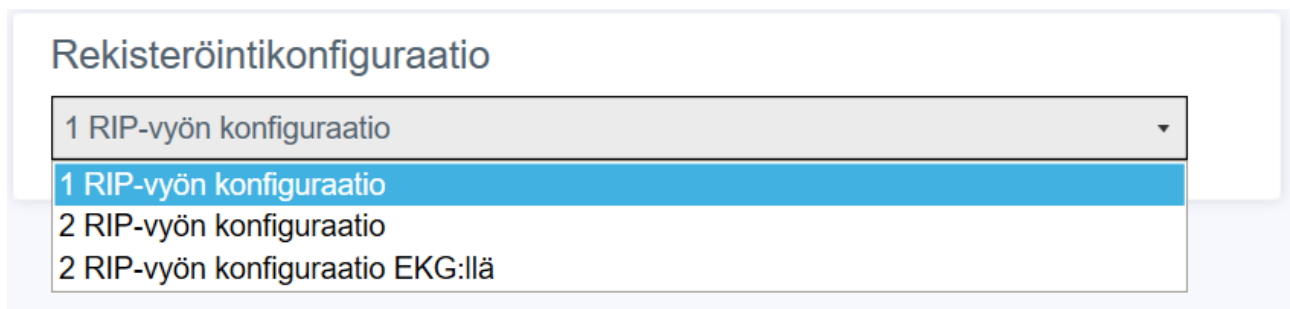 Rekisteröintikonfiguraatio
1 RIP-vyön konfiguraatio
1 RIP-vyön konfiguraatio
2 RIP-vyön konfiguraatio
2 RIP-vyön konfiguraatio EKG:llä